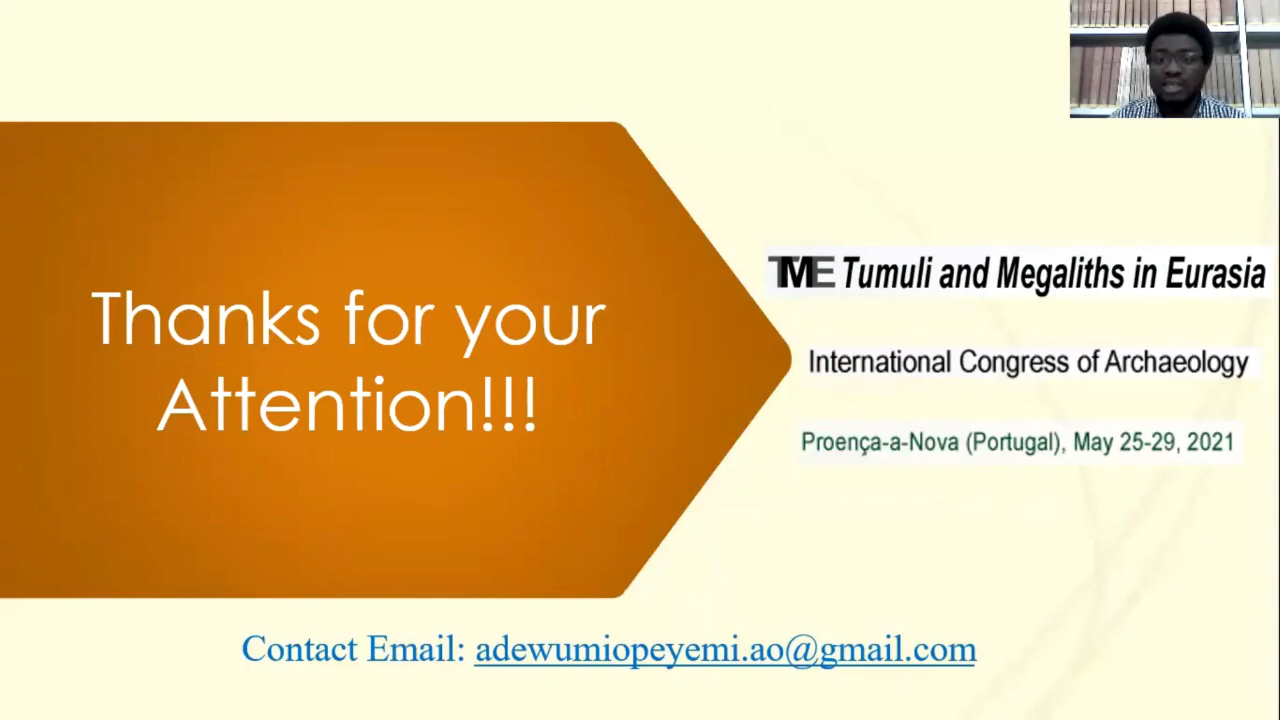 Thanks for your
Attention!!!
TME Tumuli and Megaliths in Eurasia
International Congress of Archaeology
Proença-a-Nova (Portugal), May 25-29, 2021
Contact Email: adewumiopeyemi.ao@gmail.com